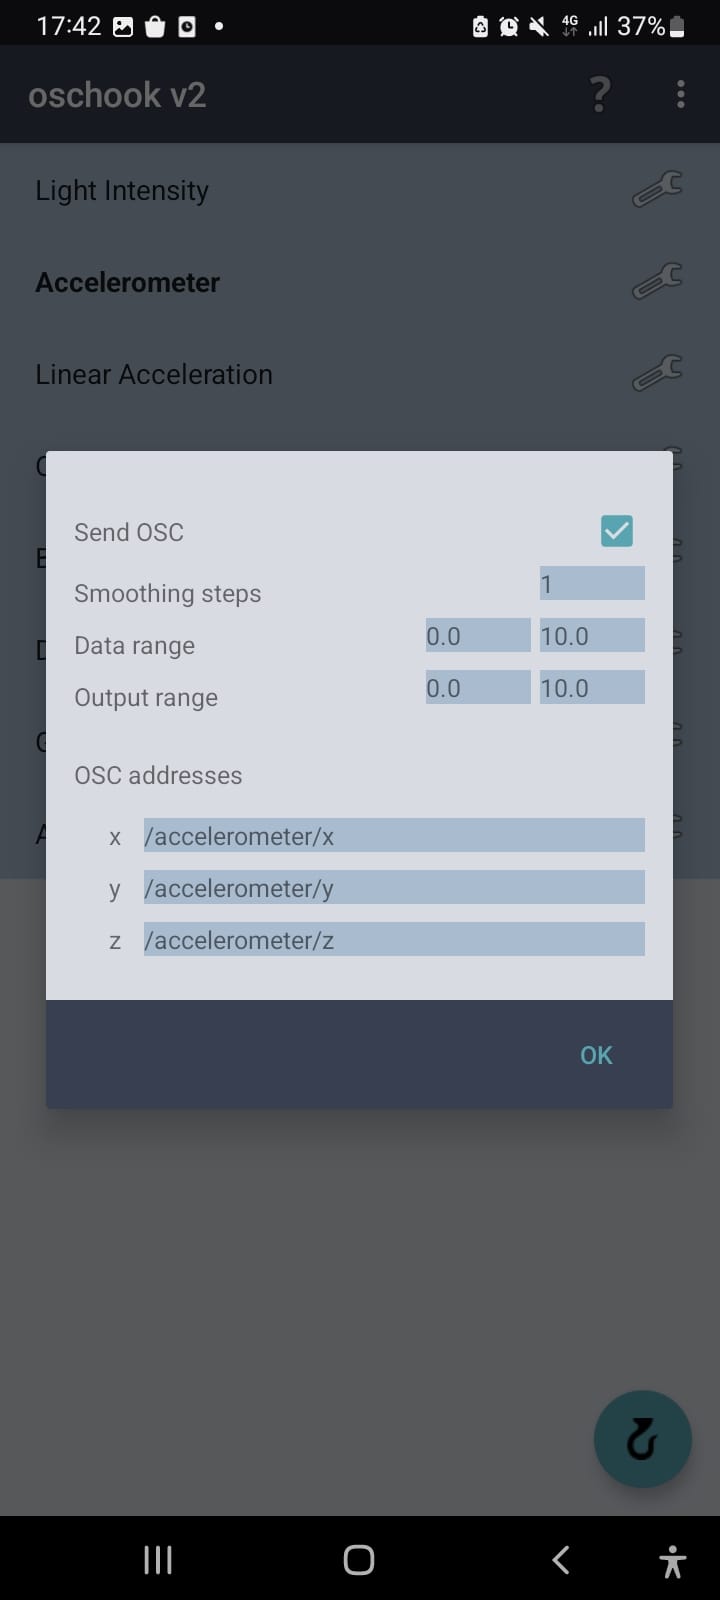 17:42 4G 37%
oschook v2 ?
Light Intensity
Accelerometer
Linear Acceleration
Send OSC
Smoothing steps 1
Data range 0.0 10.0
Output range 0.0 10.0
OSC addresses
x /accelerometer/x
y /accelerometer/y
z /accelerometer/z
OK